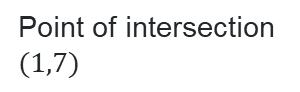 Point of intersection
(1,7)